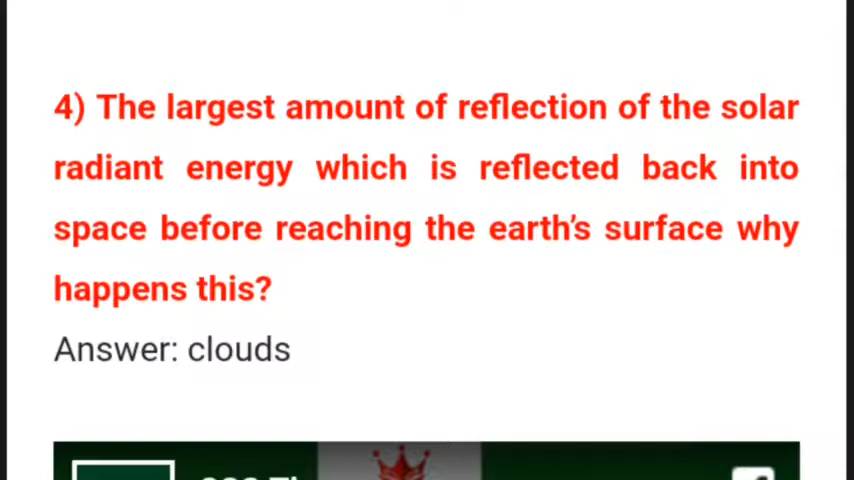 4) The largest amount of reflection of the solar
radiant energy which is reflected back into
space before reaching the earth's surface why
happens this?
Answer: clouds